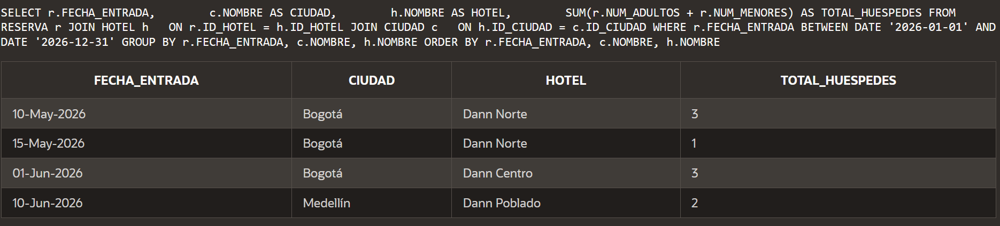 SELECT r.FECHA_ENTRADA,        c.NOMBRE AS CIUDAD,        h.NOMBRE AS HOTEL,        SUM(r.NUM_ADULTOS + r.NUM_MENORES) AS TOTAL_HUESPEDES FROM
RESERVA r JOIN HOTEL h   ON r.ID_HOTEL = h.ID_HOTEL JOIN CIUDAD c   ON h.ID_CIUDAD = c.ID_CIUDAD WHERE r.FECHA_ENTRADA BETWEEN DATE '2026-01-01' AND
DATE '2026-12-31' GROUP BY r.FECHA_ENTRADA, c.NOMBRE, h.NOMBRE ORDER BY r.FECHA_ENTRADA, c.NOMBRE, h.NOMBRE
FECHA_ENTRADA CIUDAD HOTEL TOTAL_HUESPEDES
10-May-2026 Bogotá Dann Norte 3
15-May-2026 Bogotá Dann Norte 1
01-Jun-2026 Bogotá Dann Centro 3
10-Jun-2026 Medellín Dann Poblado 2